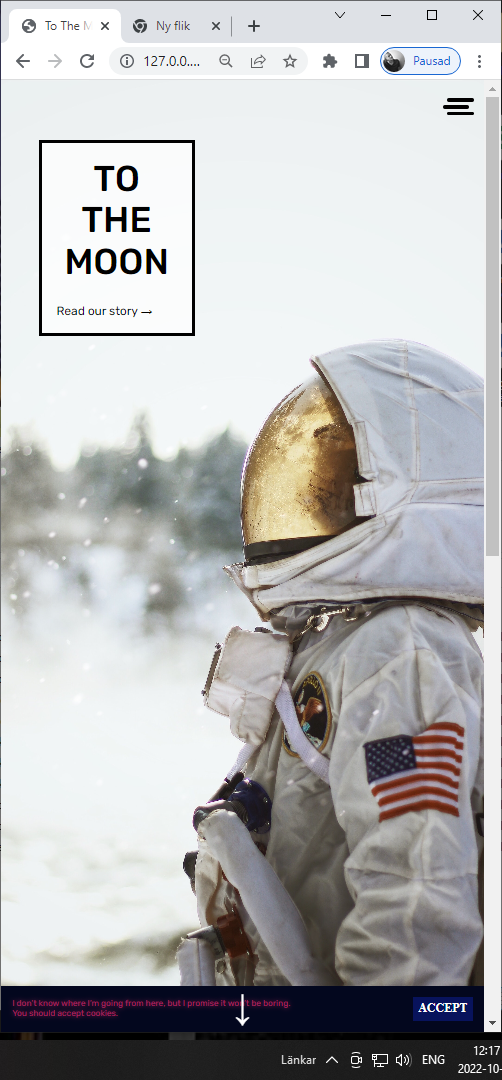 To The M
Ny flik
127.0.0....
Pausad
TO
THE
MOON
Read our story →
I don't know where I'm going from here, but I promise it won't be boring.
You should accept cookies.
ACCEPT
Länkar
ENG
12:17
2022-10-